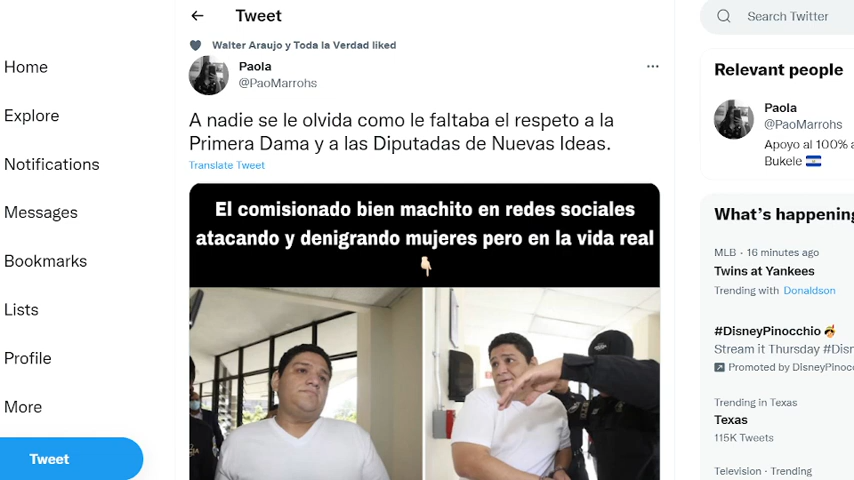 Tweet
Search Twitter
Walter Araujo y Toda la Verdad liked
Home
Paola
@PaoMarrohs
Explore
A nadie se le olvida como le faltaba el respeto a la
Primera Dama y a las Diputadas de Nuevas Ideas.
Translate Tweet
Notifications
Messages
Bookmarks
Lists
Profile
More
Tweet
El comisionado bien machito en redes sociales
atacando y denigrando mujeres pero en la vida real
Relevant people
Paola
@PaoMarrohs
Apoyo al 100% a
Bukele
What's happening
MLB · 16 minutes ago
Twins at Yankees
Trending with Donaldson
#DisneyPinocchio
Stream it Thursday #Disn
Promoted by DisneyPinocc
Trending in Texas
Texas
115K Tweets
Television · Trending